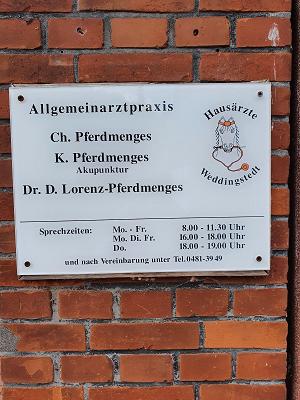 Allgemeinarztpraxis
Hausärzte
Weddingstedt
Ch. Pferdmenges
K. Pferdmenges
Akupunktur
Dr. D. Lorenz-Pferdmenges
Sprechzeiten: Mo. - Fr. 8.00 - 11.30 Uhr
Mo. Di. Fr. 16.00 - 18.00 Uhr
Do. 18.00 - 19.00 Uhr
und nach Vereinbarung unter Tel.0481-39 49